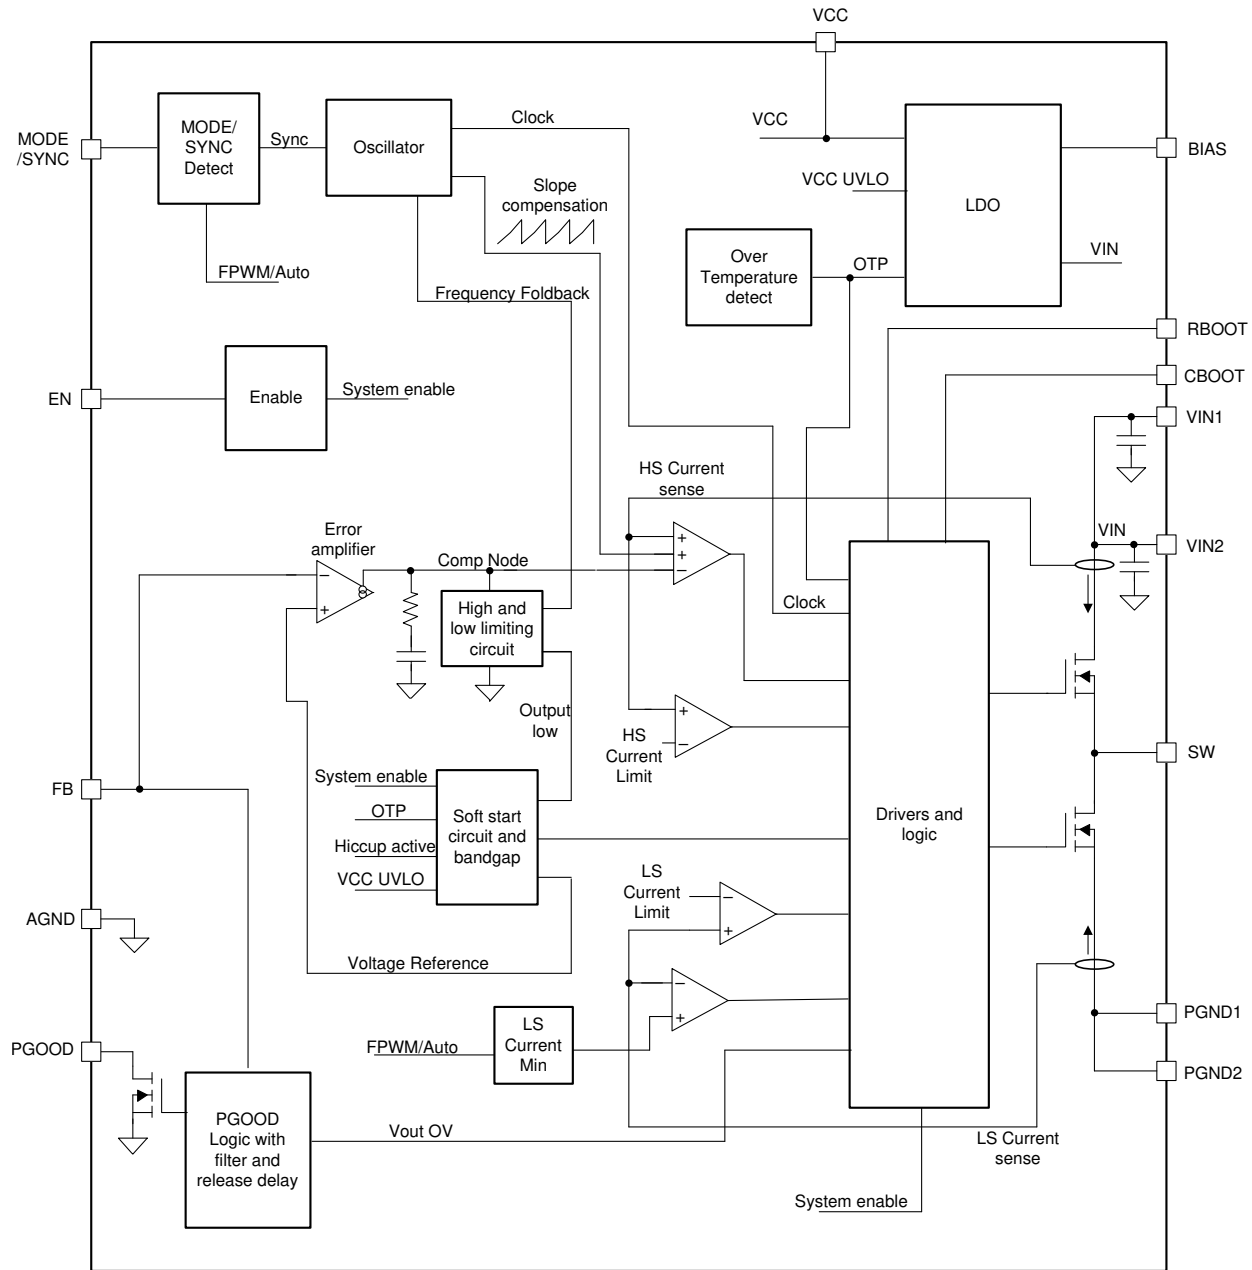 VCC
MODE
/SYNC
MODE/
SYNC
Detect
Sync
Oscillator
Clock
Slope
compensation
FPWM/Auto
Frequency Foldback
VCC
VCC UVLO
LDO
BIAS
VIN
Over
Temperature
detect
OTP
RBOOT
CBOOT
VIN1
EN
Enable
System enable
HS Current
sense
VIN
VIN2
Error
amplifier
−
+
Comp Node
+
+
−
High and
low limiting
circuit
Clock
Output
low
+
−
HS
Current
Limit
SW
FB
System enable
OTP
Hiccup active
VCC UVLO
Soft start
circuit and
bandgap
Drivers and
logic
LS
Current
Limit
−
+
AGND
Voltage Reference
−
+
PGND1
PGOOD
FPWM/Auto
LS
Current
Min
PGND2
PGOOD
Logic with
filter and
release delay
Vout OV
LS Current
sense
System enable